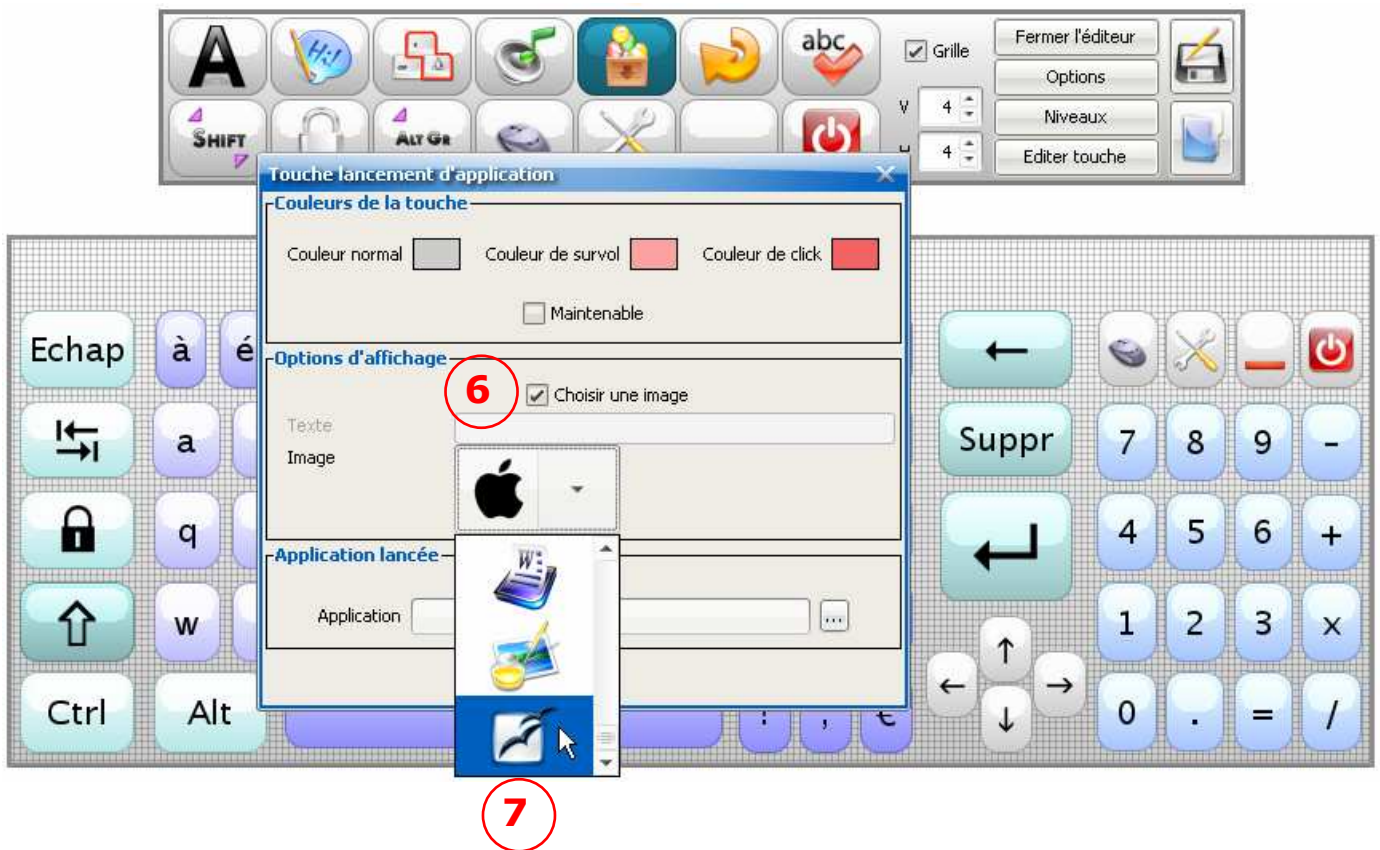 A
Hi!
abc
Grille
Fermer l'éditeur
Options
V 4
Niveaux
SHIFT
ALT GR
4
Editer touche
Touche lancement d'application
Couleurs de la touche
Couleur normal
Couleur de survol
Couleur de click
Maintenable
Echap
à
é
Options d'affichage
6
Choisir une image
a
Texte
Image
Suppr
7
8
9
-
q
W
4
5
6
+
Application lancée
w
Application
...
1
2
3
x
Ctrl
Alt
0
.
=
/
7